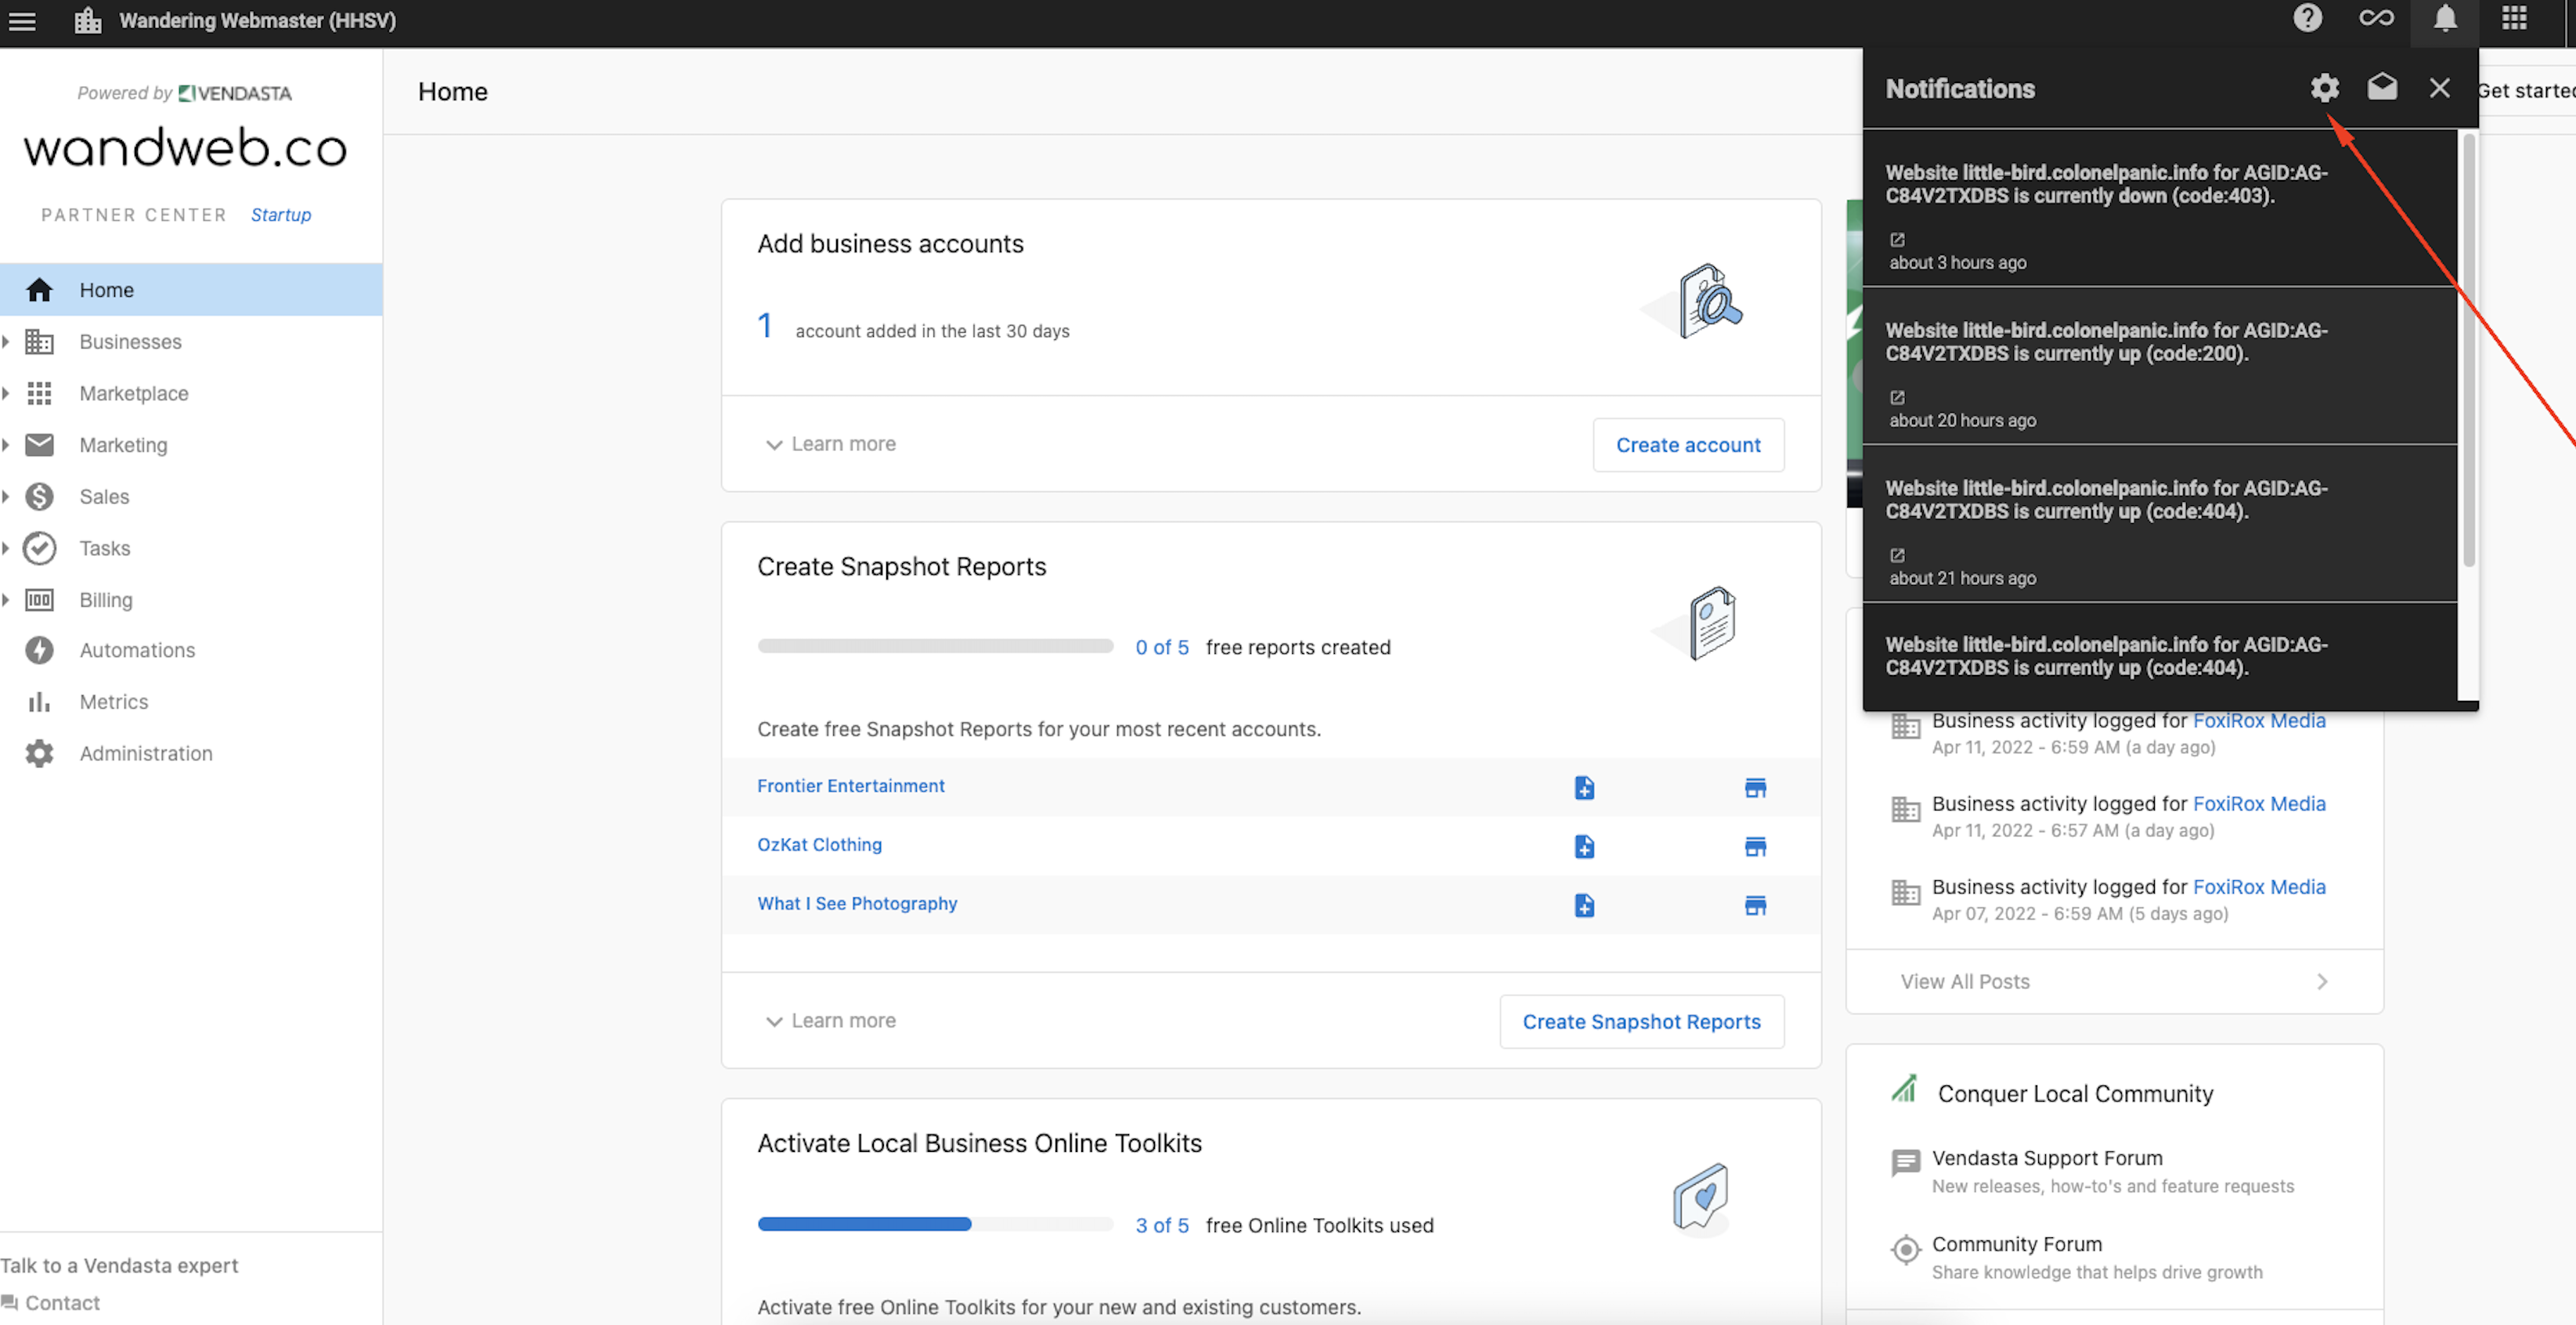 Wandering Webmaster (HHSV)
Powered by VENDASTA
wandweb.co
PARTNER CENTER Startup
Home
Businesses
Marketplace
Marketing
Sales
Tasks
Billing
Automations
Metrics
Administration
Talk to a Vendasta expert
Contact
Home
Add business accounts
1 account added in the last 30 days
Learn more
Create account
Create Snapshot Reports
0 of 5 free reports created
Create free Snapshot Reports for your most recent accounts.
Frontier Entertainment
OzKat Clothing
What I See Photography
Learn more
Create Snapshot Reports
Activate Local Business Online Toolkits
3 of 5 free Online Toolkits used
Activate free Online Toolkits for your new and existing customers.
Notifications
Get started
Website little-bird.colonelpanic.info for AGID:AG-
C84V2TXDBS is currently down (code:403).
about 3 hours ago
Website little-bird.colonelpanic.info for AGID:AG-
C84V2TXDBS is currently up (code:200).
about 20 hours ago
Website little-bird.colonelpanic.info for AGID:AG-
C84V2TXDBS is currently up (code:404).
about 21 hours ago
Website little-bird.colonelpanic.info for AGID:AG-
C84V2TXDBS is currently up (code:404).
Business activity logged for FoxiRox Media
Apr 11, 2022 - 6:59 AM (a day ago)
Business activity logged for FoxiRox Media
Apr 11, 2022 - 6:57 AM (a day ago)
Business activity logged for FoxiRox Media
Apr 07, 2022 - 6:59 AM (5 days ago)
View All Posts
Conquer Local Community
Vendasta Support Forum
New releases, how-to's and feature requests
Community Forum
Share knowledge that helps drive growth